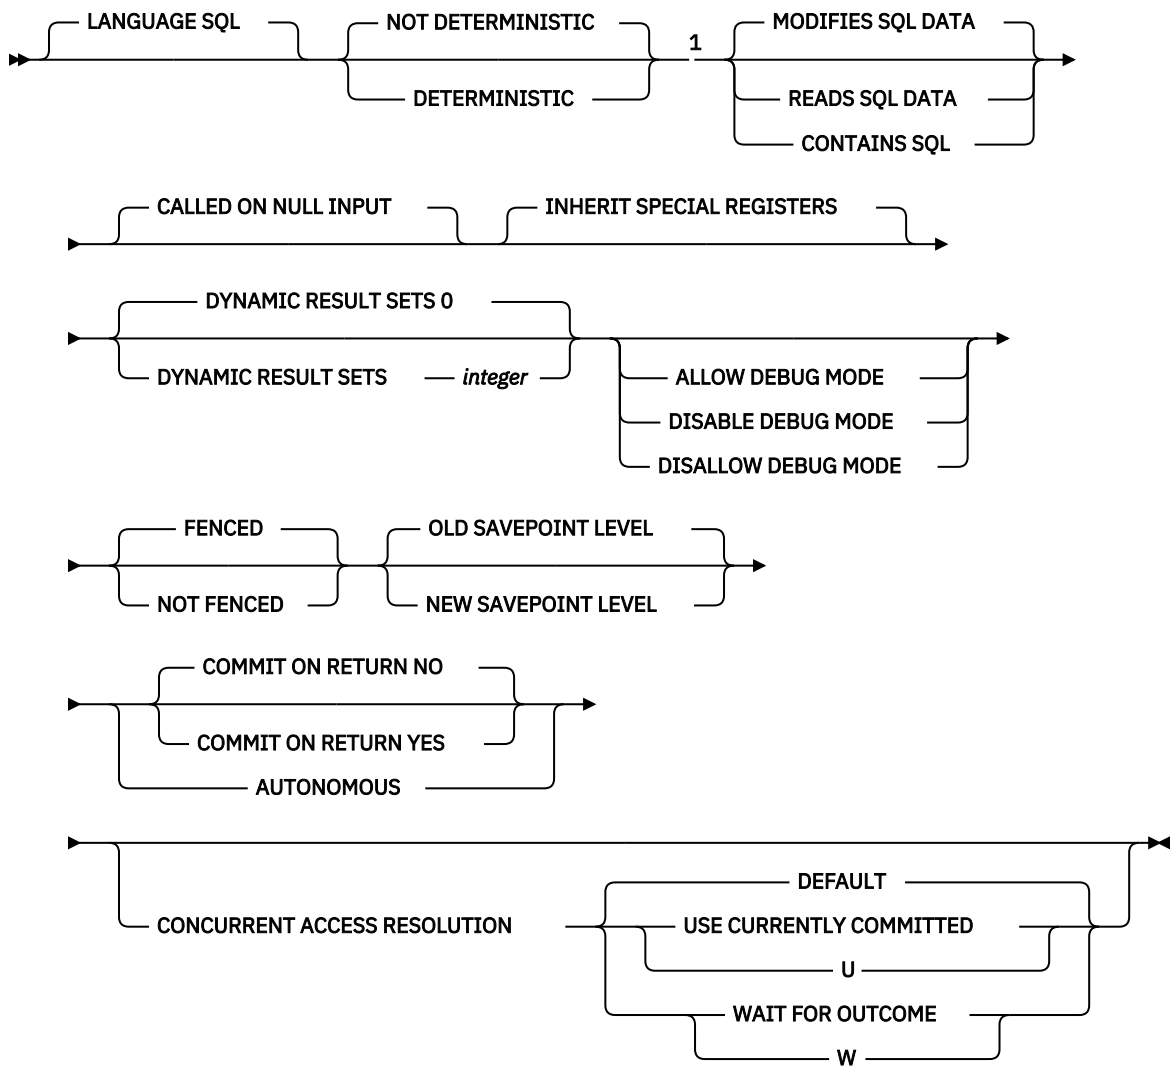 LANGUAGE SQL NOT DETERMINISTIC MODIFIES SQL DATA
1
DETERMINISTIC READS SQL DATA
CONTAINS SQL
CALLED ON NULL INPUT INHERIT SPECIAL REGISTERS
DYNAMIC RESULT SETS 0
DYNAMIC RESULT SETS integer ALLOW DEBUG MODE
DISABLE DEBUG MODE
DISALLOW DEBUG MODE
FENCED OLD SAVEPOINT LEVEL
NOT FENCED NEW SAVEPOINT LEVEL
COMMIT ON RETURN NO
COMMIT ON RETURN YES
AUTONOMOUS
DEFAULT
CONCURRENT ACCESS RESOLUTION USE CURRENTLY COMMITTED
U
WAIT FOR OUTCOME
W